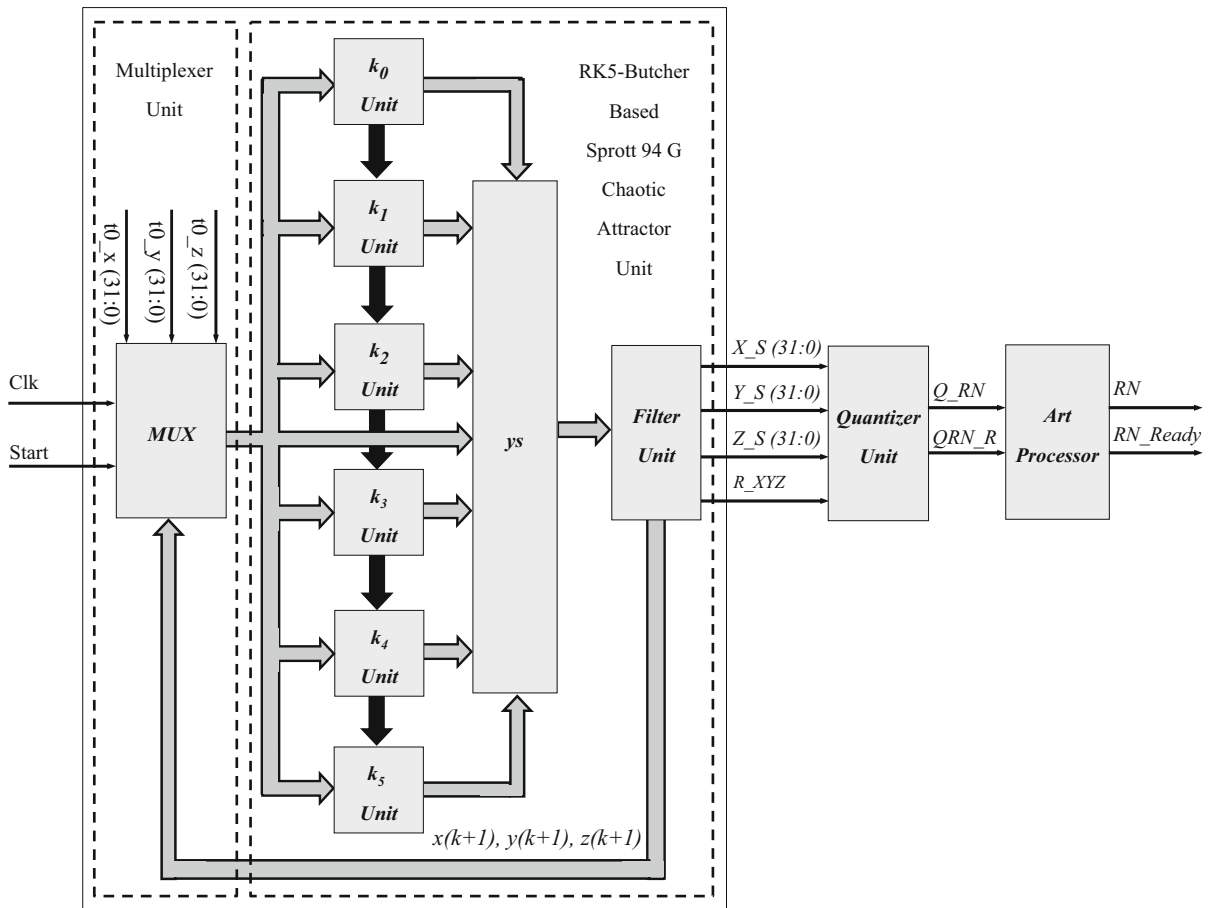 Multiplexer
Unit
t0_x (31:0)
t0_y (31:0)
t0_z (31:0)
Clk
Start
MUX
k0
Unit
k1
Unit
k2
Unit
k3
Unit
k4
Unit
k5
Unit
ys
RK5-Butcher
Based
Sprott 94 G
Chaotic
Attractor
Unit
Filter
Unit
X_S (31:0)
Y_S (31:0)
Z_S (31:0)
R_XYZ
Quantizer
Unit
Q_RN
QRN_R
Art
Processor
RN
RN_Ready
x(k+1), y(k+1), z(k+1)